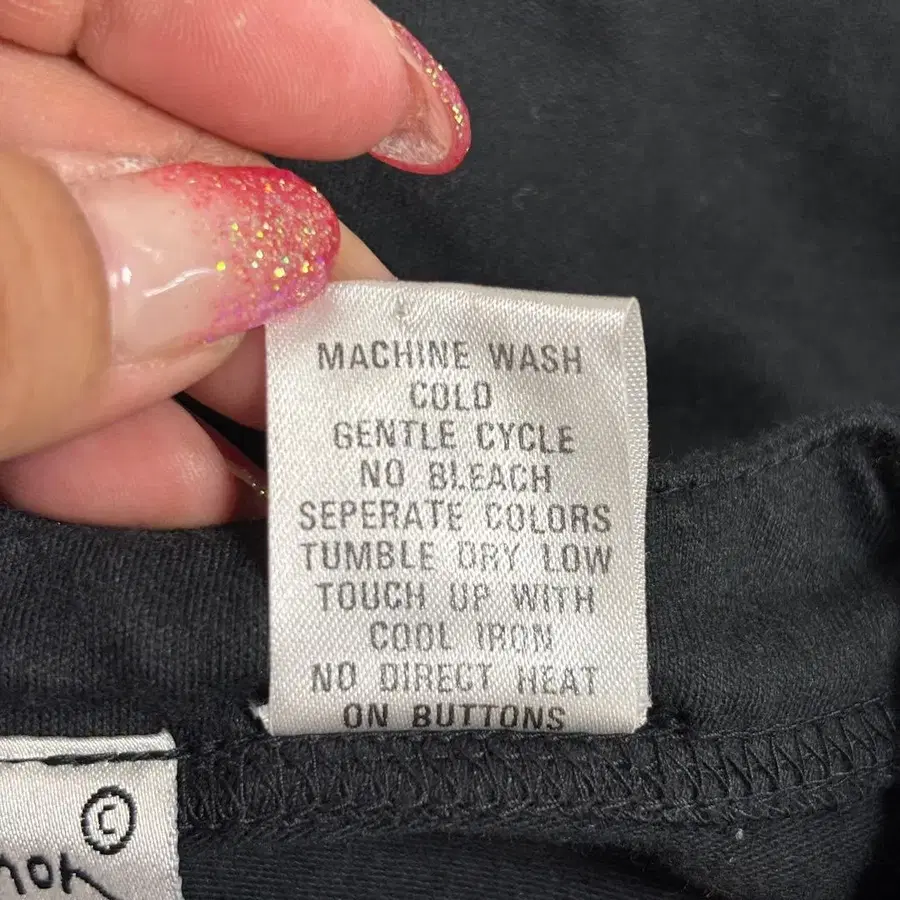 MACHINE WASH
COLD
GENTLE CYCLE
NO BLEACH
SEPERATE COLORS
TUMBLE DRY LOW
TOUCH UP WITH
COOL IRON
NO DIRECT HEAT
ON BUTTONS
©